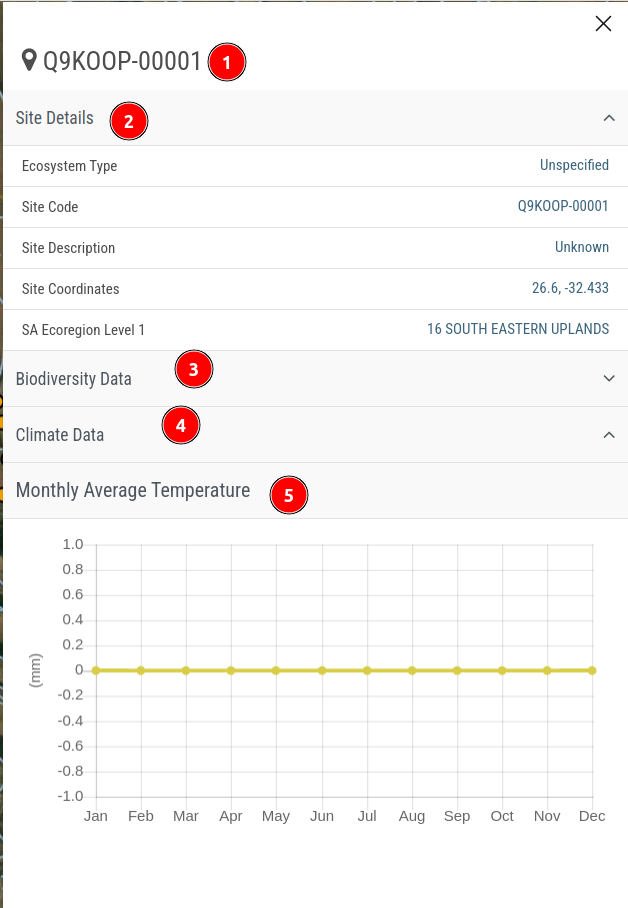 Q9KOOP-00001 1
Site Details 2
Ecosystem Type Unspecified
Site Code Q9KOOP-00001
Site Description Unknown
Site Coordinates 26.6, -32.433
SA Ecoregion Level 1 16 SOUTH EASTERN UPLANDS
Biodiversity Data 3
Climate Data 4
Monthly Average Temperature 5
1.0
0.8
0.6
0.4
0.2
0
-0.2
-0.4
-0.6
-0.8
-1.0
(mm)
Jan Feb Mar Apr May Jun Jul Aug Sep Oct Nov Dec